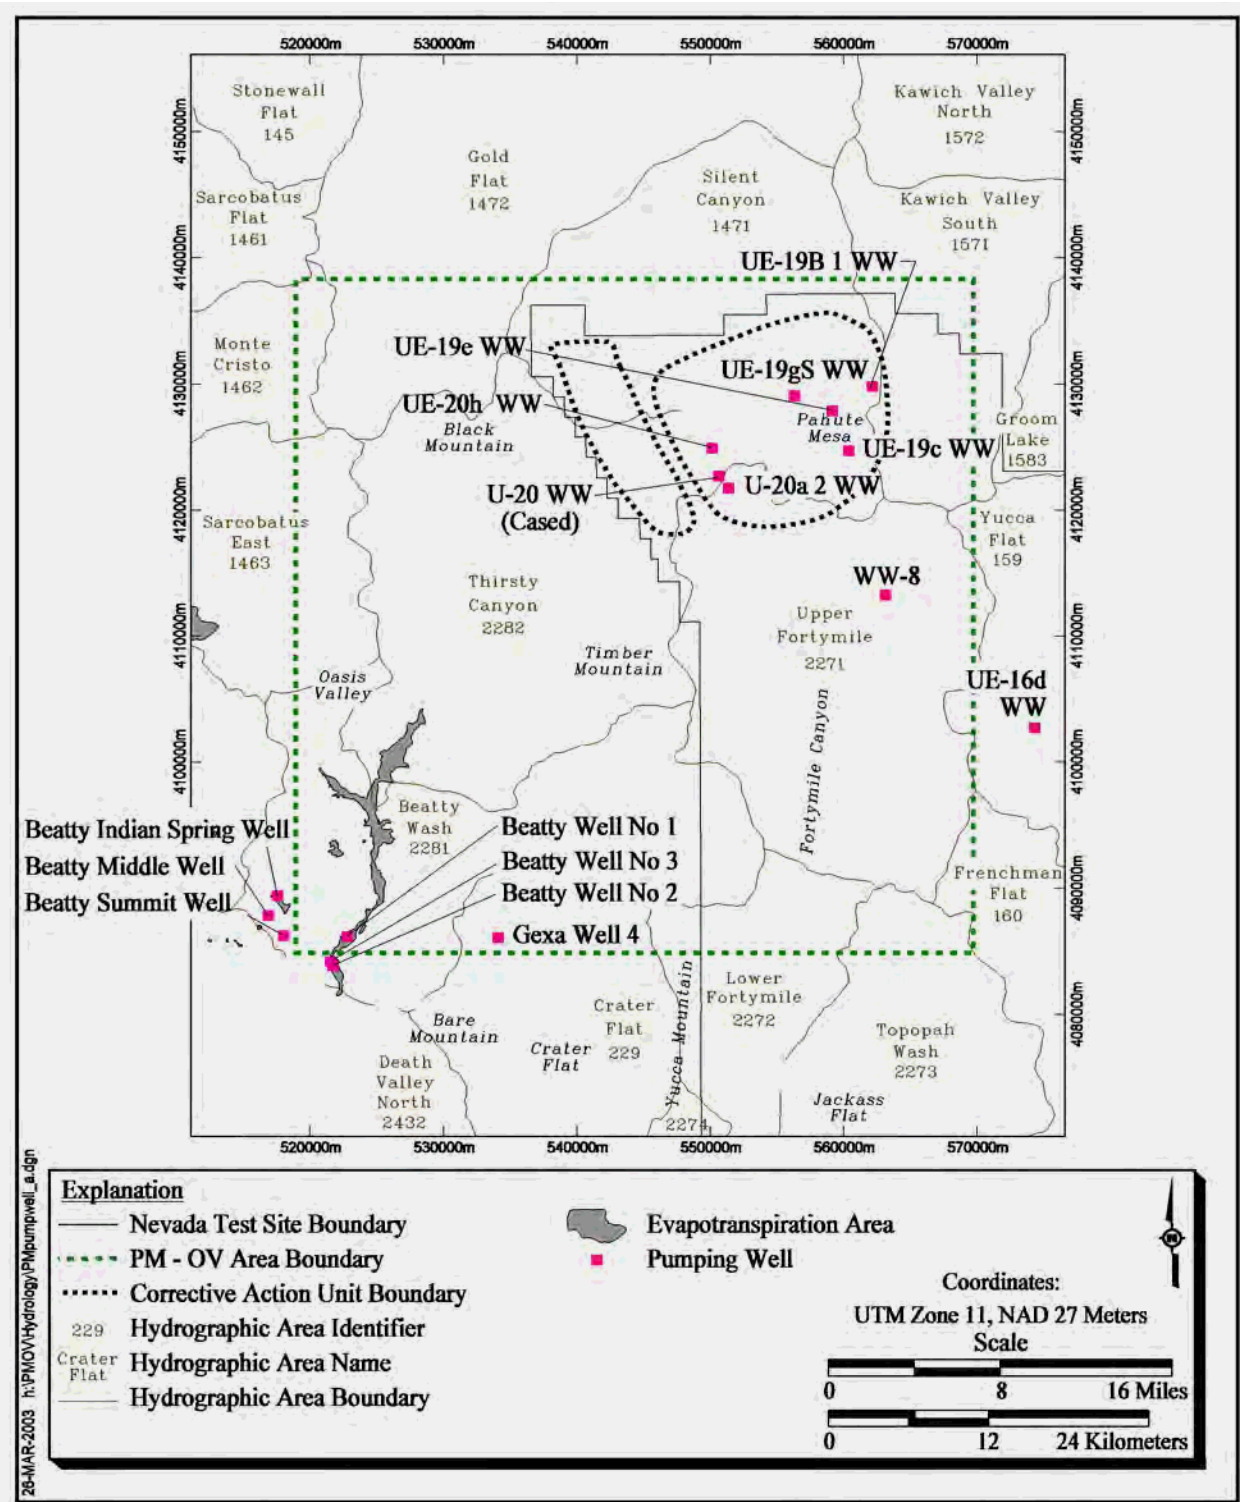 520000m 530000m 540000m 550000m 560000m 570000m
4150000m
4140000m
4130000m
4120000m
4110000m
4100000m
4150000m
4140000m
4130000m
4120000m
4110000m
4100000m
4090000m
4080000m
Stonewall
Flat
145
Kawich Valley
North
1572
Gold
Flat
1472
Silent
Canyon
1471
Sarcobatus
Flat
1461
Kawich Valley
South
1571
UE-19B 1 WW
Monte
Cristo
1462
UE-19e WW
UE-19gS WW
UE-20h WW
Black
Mountain
Pahute
Mesa
Groom
Lake
1583
UE-19c WW
U-20 WW
(Cased)
U-20a 2 WW
Sarcobatus
East
1463
Yucca
Flat
159
WW-8
Thirsty
Canyon
2282
Upper
Fortymile
2271
Timber
Mountain
Oasis
Valley
UE-16d
WW
Fortymile Canyon
Beatty
Wash
2281
Beatty Indian Spring Well
Beatty Middle Well
Beatty Summit Well
Beatty Well No 1
Beatty Well No 3
Beatty Well No 2
Gexa Well 4
Frenchman
Flat
160
Lower
Fortymile
2272
Yucca Mountain
Crater
Flat
229
Bare
Mountain
Crater
Flat
Topopah
Wash
2273
Death
Valley
North
2432
Jackass
Flat
2274
520000m 530000m 540000m 550000m 560000m 570000m
Explanation
Nevada Test Site Boundary
PM - OV Area Boundary
Corrective Action Unit Boundary
229 Hydrographic Area Identifier
Crater
Flat
Hydrographic Area Name
Hydrographic Area Boundary
Evapotranspiration Area
Pumping Well
N
Coordinates:
UTM Zone 11, NAD 27 Meters
Scale
0 8 16 Miles
0 12 24 Kilometers
26-MAR-2003 h:\PMOV\Hydrology\PMpumpwell_a.dgn